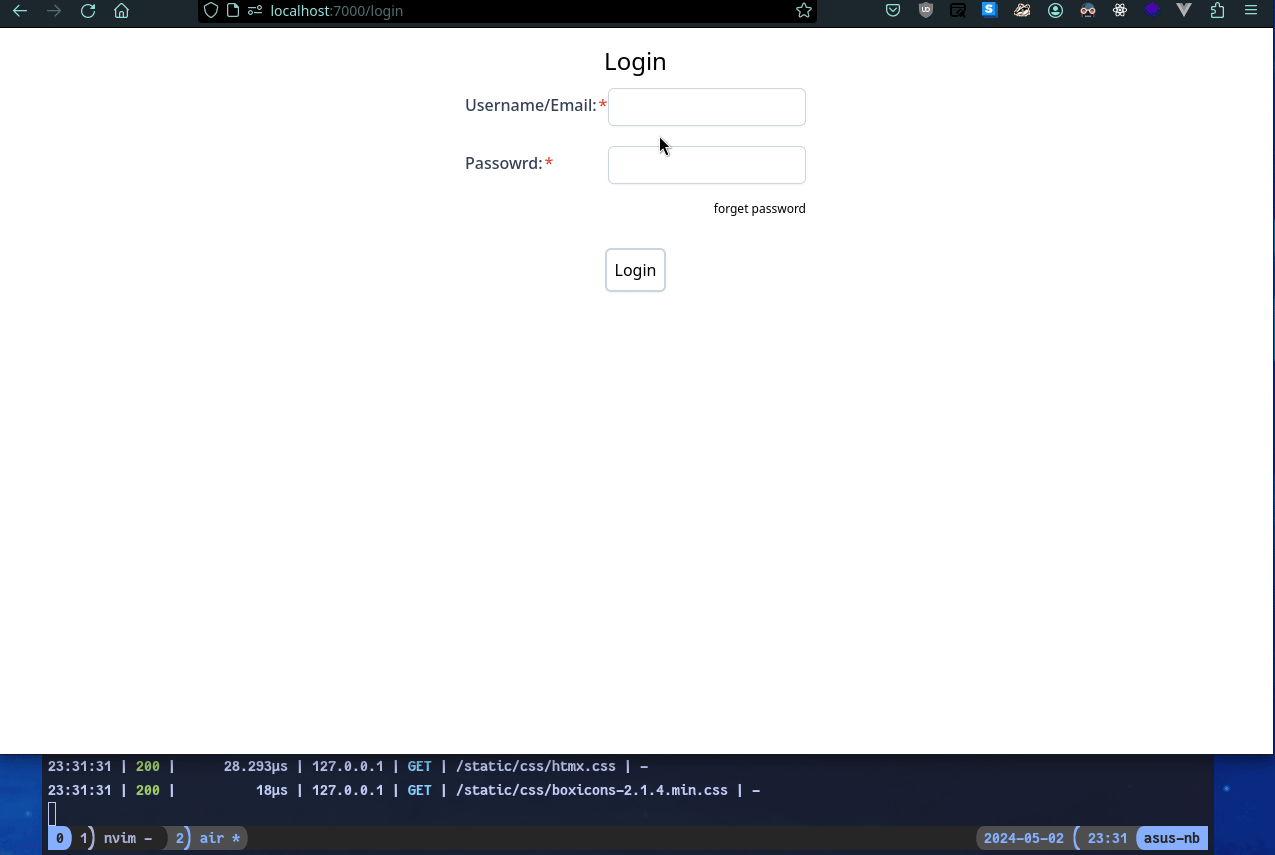 localhost:7000/login
Login
Username/Email:*
Passowrd:*
forget password
Login
23:31:31 | 200 | 28.293µs | 127.0.0.1 | GET | /static/css/htmx.css | -
23:31:31 | 200 | 18µs | 127.0.0.1 | GET | /static/css/boxicons-2.1.4.min.css | -
0 1) nvim - 2) air * 2024-05-02 ( 23:31 asus-nb